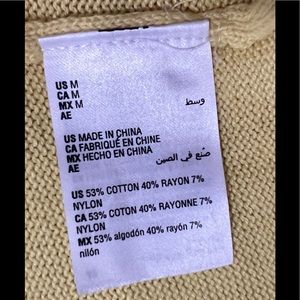 US M
CA M
MX M
AE وسط
US MADE IN CHINA
CA FABRIQUÉ EN CHINE
MX HECHO EN CHINA
AE صنع في الصين
US 53% COTTON 40% RAYON 7%
NYLON
CA 53% COTON 40% RAYONNE 7%
NYLON
MX 53% algodón 40% rayón 7%
nilón